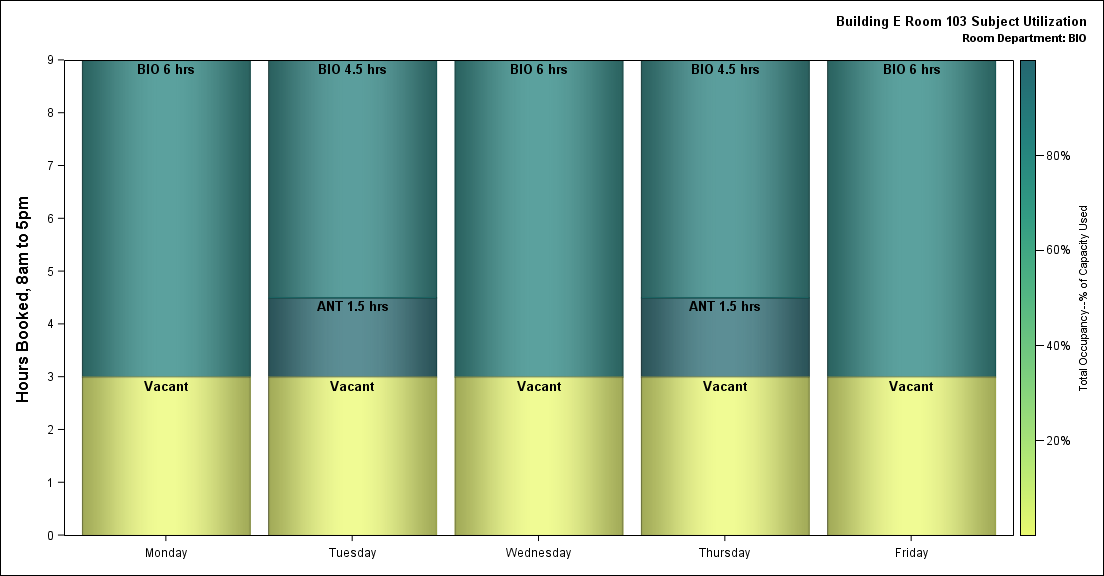 Building E Room 103 Subject Utilization
Room Department: BIO
Hours Booked, 8am to 5pm
9
8
7
6
5
4
3
2
1
0
BIO 6 hrs
BIO 4.5 hrs
BIO 6 hrs
BIO 4.5 hrs
BIO 6 hrs
ANT 1.5 hrs
ANT 1.5 hrs
Vacant
Vacant
Vacant
Vacant
Vacant
Monday
Tuesday
Wednesday
Thursday
Friday
80%
60%
40%
20%
Total Occupancy--% of Capacity Used